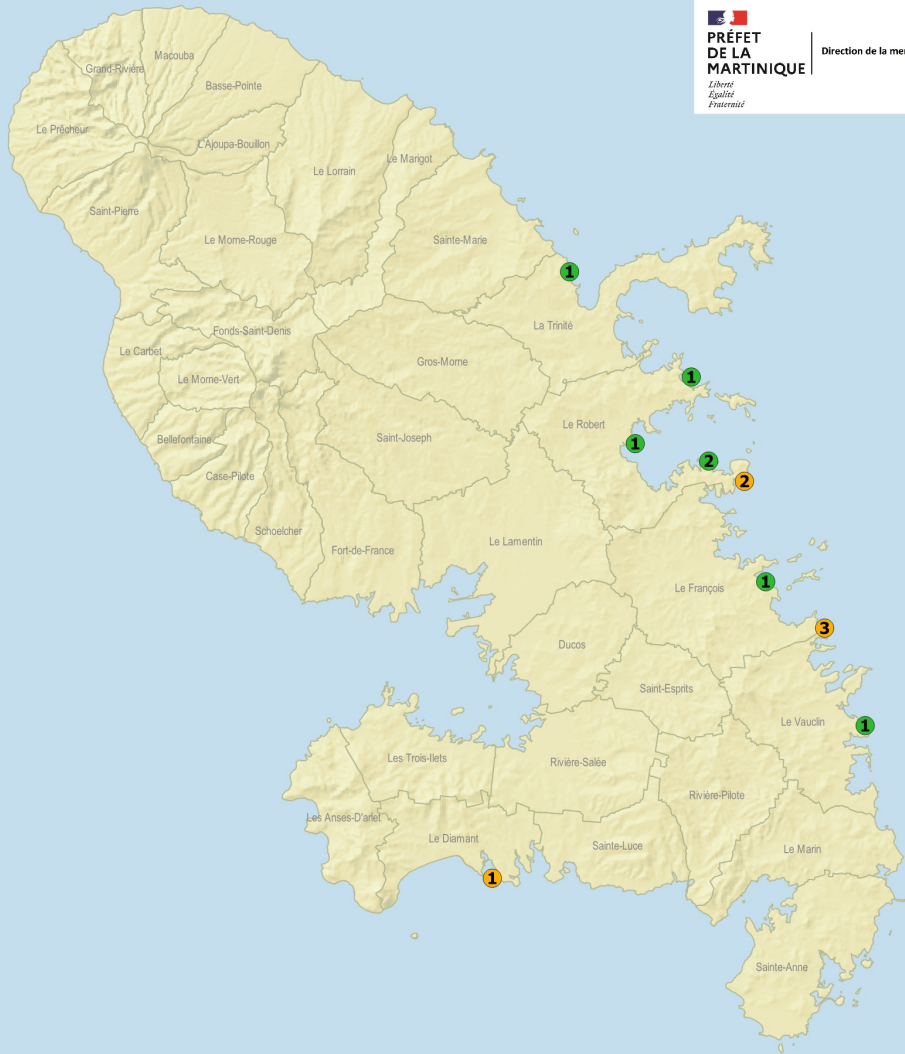 PRÉFET
DE LA
MARTINIQUE
Liberté
Égalité
Fraternité
Direction de la mer
Macouba
Grand-Rivière
Basse-Pointe
Le Prêcheur
L'Ajoupa-Bouillon
Le Marigot
Le Lorrain
Saint-Pierre
Le Morne-Rouge
Sainte-Marie
1
La Trinité
Fonds-Saint-Denis
Le Carbet
Gros-Morne
Le Morne-Vert
1
Le Robert
Bellefontaine
Saint-Joseph
1
2
Case-Pilote
2
Schoelcher
Fort-de-France
Le Lamentin
1
Le François
3
Ducos
Saint-Esprits
Le Vauclin
1
Les Trois-Ilets
Rivière-Salée
Rivière-Pilote
Les Anses-D'arlet
Le Diamant
Sainte-Luce
Le Marin
1
Sainte-Anne